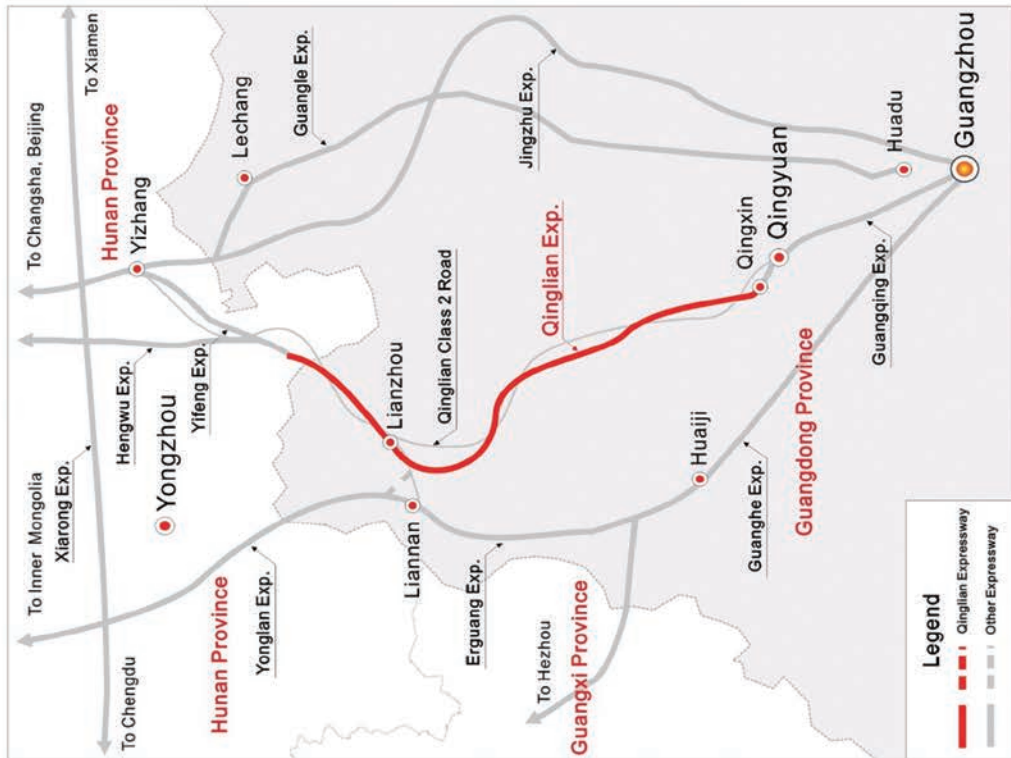 To Changsha, Beijing
To Xiamen
Hunan Province
Yizhang
Lechang
Guangle Exp.
Jingzhu Exp.
Hengwu Exp.
Yifeng Exp.
To Inner Mongolia
Xiarong Exp.
Yongzhou
To Chengdu
Hunan Province
Yonglan Exp.
Lianzhou
Qinglian Class 2 Road
Qinglian Exp.
Liannan
Erguang Exp.
To Hezhou
Guangxi Province
Huaiji
Guanghe Exp.
Guangdong Province
Qingxin
Qingyuan
Guangqing Exp.
Huadu
Guangzhou
Legend
Qinglian Expressway
Other Expressway